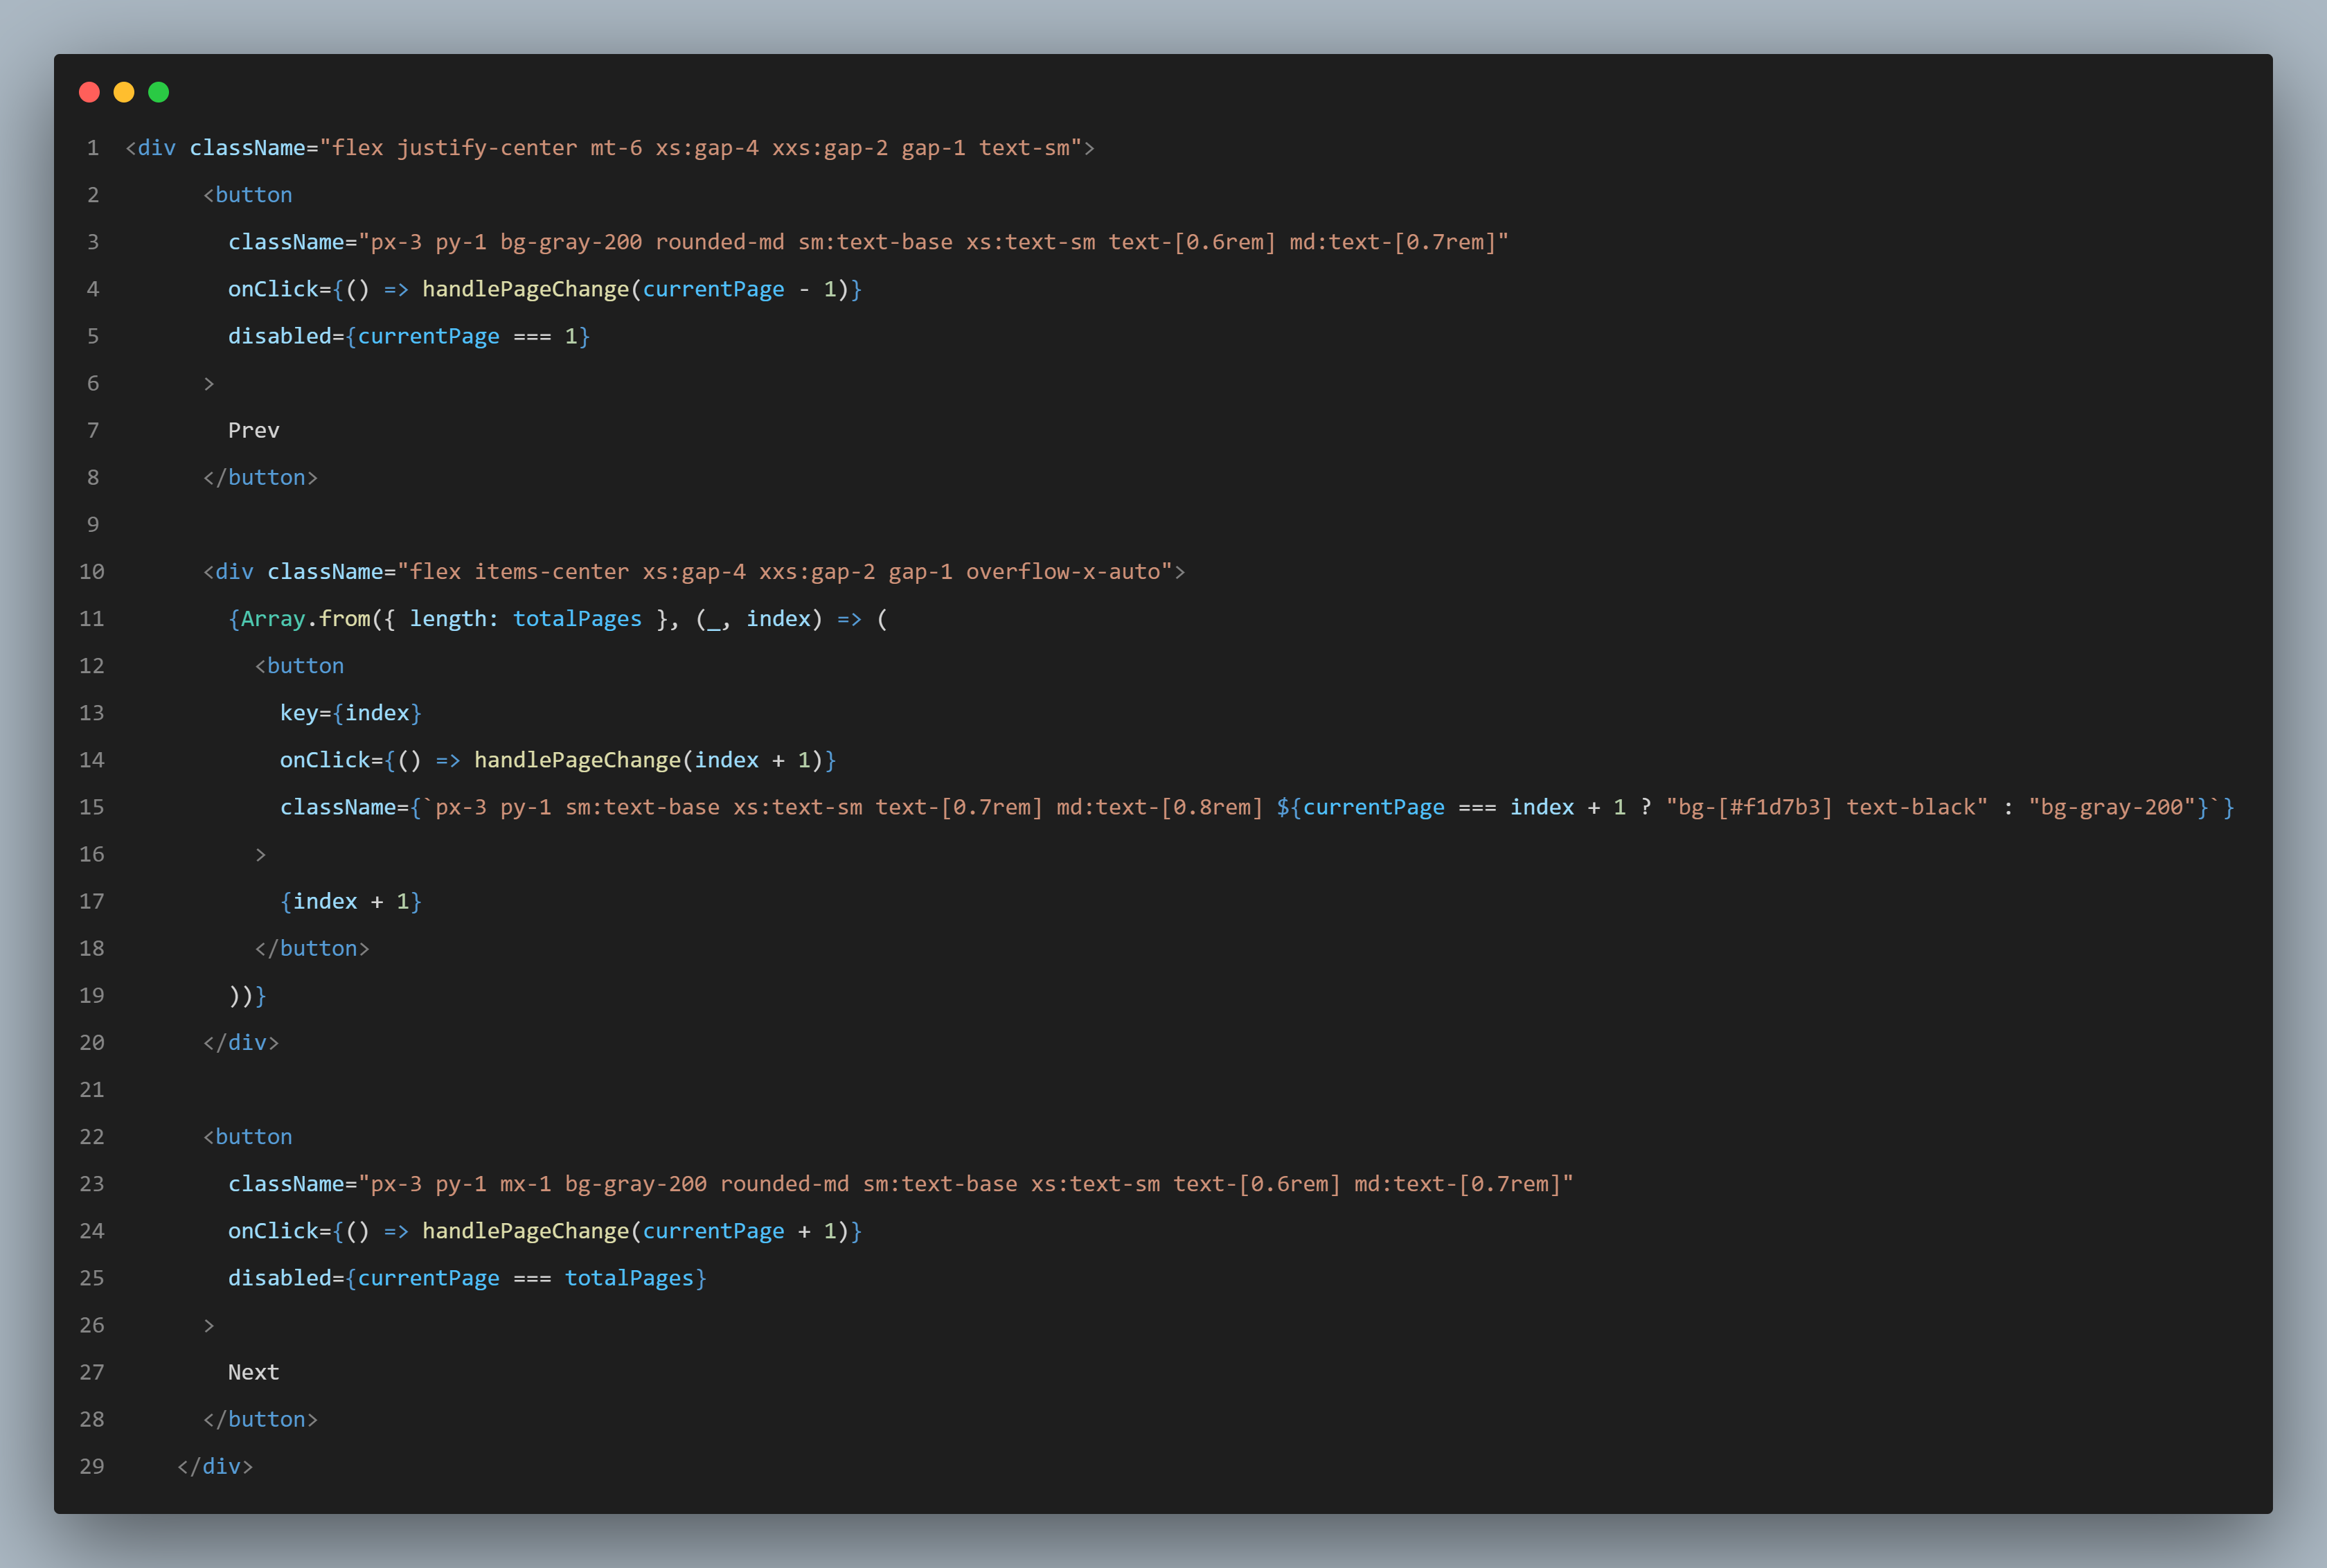 1 <div className="flex justify-center mt-6 xs:gap-4 xxs:gap-2 gap-1 text-sm">
2       <button
3         className="px-3 py-1 bg-gray-200 rounded-md sm:text-base xs:text-sm text-[0.6rem] md:text-[0.7rem]"
4         onClick={() => handlePageChange(currentPage - 1)}
5         disabled={currentPage === 1}
6       >
7         Prev
8       </button>
9
10       <div className="flex items-center xs:gap-4 xxs:gap-2 gap-1 overflow-x-auto">
11         {Array.from({ length: totalPages }, (_, index) => (
12           <button
13             key={index}
14             onClick={() => handlePageChange(index + 1)}
15             className={`px-3 py-1 sm:text-base xs:text-sm text-[0.7rem] md:text-[0.8rem] ${currentPage === index + 1 ? "bg-[#f1d7b3] text-black" : "bg-gray-200"}`}
16           >
17             {index + 1}
18           </button>
19         ))}
20       </div>
21
22       <button
23         className="px-3 py-1 mx-1 bg-gray-200 rounded-md sm:text-base xs:text-sm text-[0.6rem] md:text-[0.7rem]"
24         onClick={() => handlePageChange(currentPage + 1)}
25         disabled={currentPage === totalPages}
26       >
27         Next
28       </button>
29     </div>